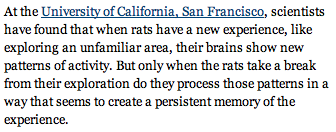 At the University of California, San Francisco, scientists
have found that when rats have a new experience, like
exploring an unfamiliar area, their brains show new
patterns of activity. But only when the rats take a break
from their exploration do they process those patterns in a
way that seems to create a persistent memory of the
experience.